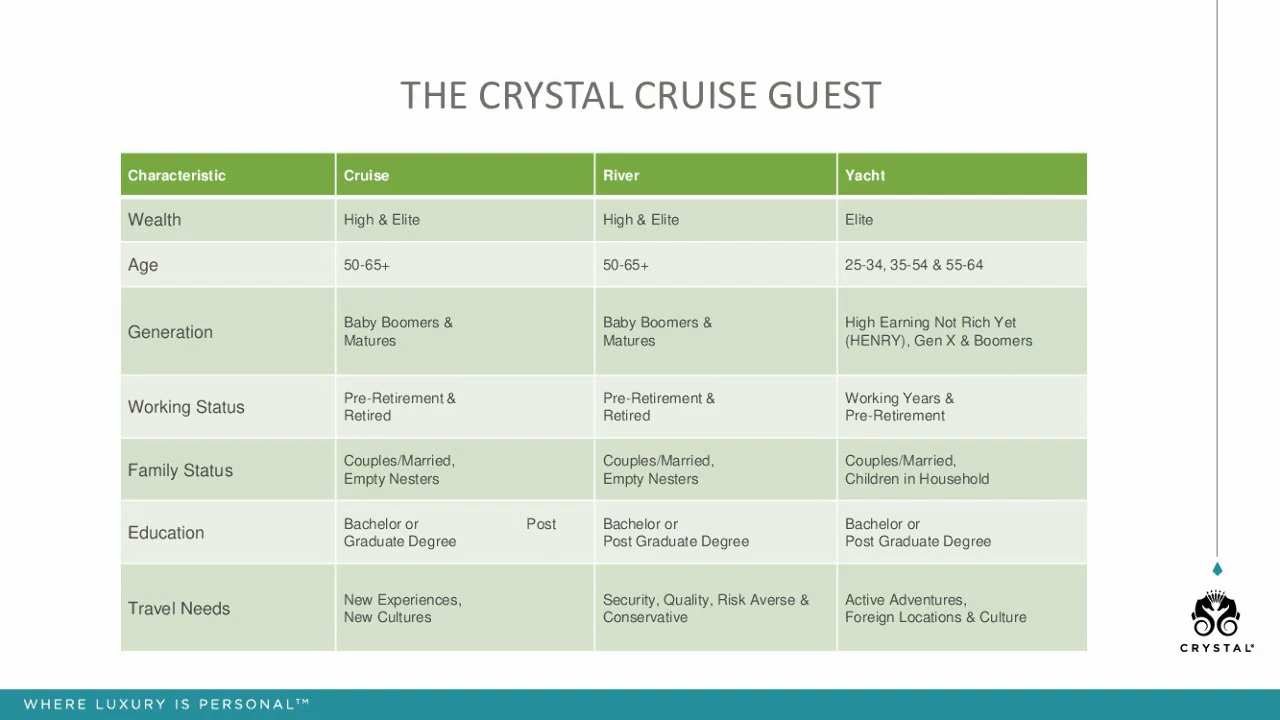 THE CRYSTAL CRUISE GUEST
Characteristic Cruise River Yacht
Wealth High & Elite High & Elite Elite
Age 50-65+ 50-65+ 25-34, 35-54 & 55-64
Generation
Baby Boomers &
Matures
Baby Boomers &
Matures
High Earning Not Rich Yet
(HENRY), Gen X & Boomers
Working Status
Pre-Retirement &
Retired
Pre-Retirement &
Retired
Working Years &
Pre-Retirement
Family Status
Couples/Married,
Empty Nesters
Couples/Married,
Empty Nesters
Couples/Married,
Children in Household
Education
Bachelor or Post
Graduate Degree
Bachelor or
Post Graduate Degree
Bachelor or
Post Graduate Degree
Travel Needs
New Experiences,
New Cultures
Security, Quality, Risk Averse &
Conservative
Active Adventures,
Foreign Locations & Culture
CRYSTAL®
WHERE LUXURY IS PERSONAL™